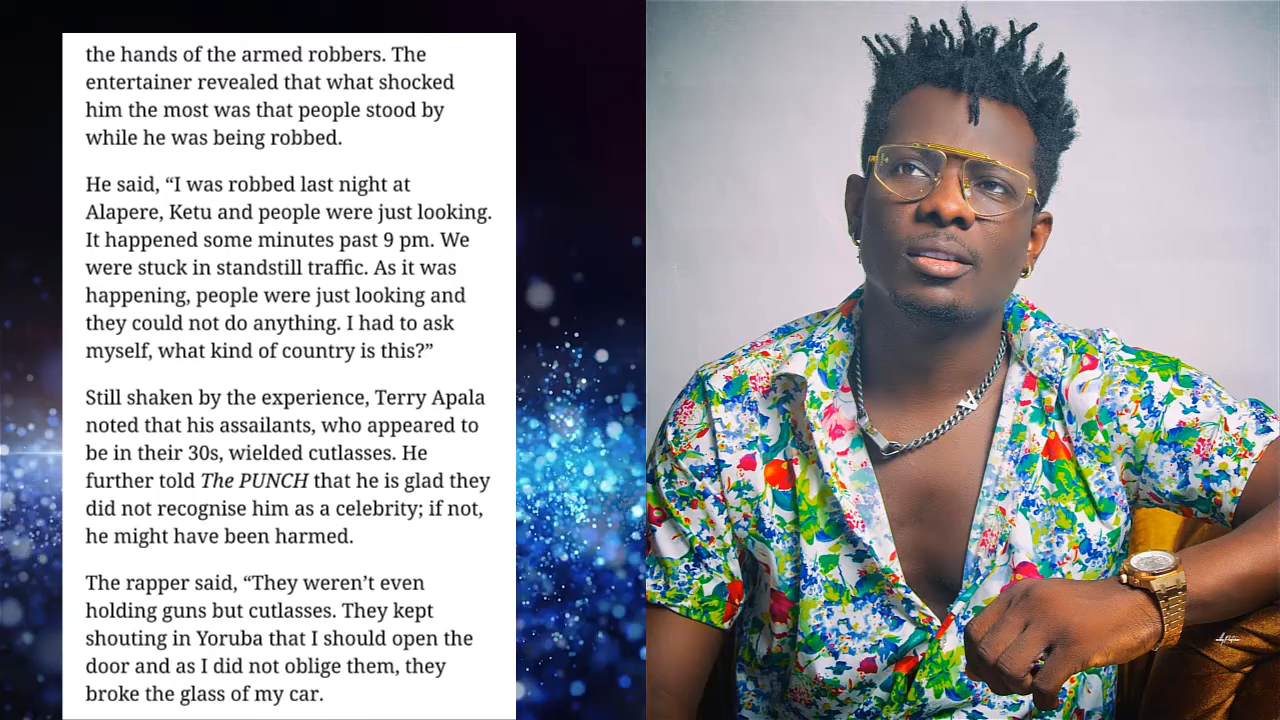 the hands of the armed robbers. The
entertainer revealed that what shocked
him the most was that people stood by
while he was being robbed.
He said, “I was robbed last night at
Alapere, Ketu and people were just looking.
It happened some minutes past 9 pm. We
were stuck in standstill traffic. As it was
happening, people were just looking and
they could not do anything. I had to ask
myself, what kind of country is this?”
Still shaken by the experience, Terry Apala
noted that his assailants, who appeared to
be in their 30s, wielded cutlasses. He
further told The PUNCH that he is glad they
did not recognise him as a celebrity; if not,
he might have been harmed.
The rapper said, “They weren’t even
holding guns but cutlasses. They kept
shouting in Yoruba that I should open the
door and as I did not oblige them, they
broke the glass of my car.